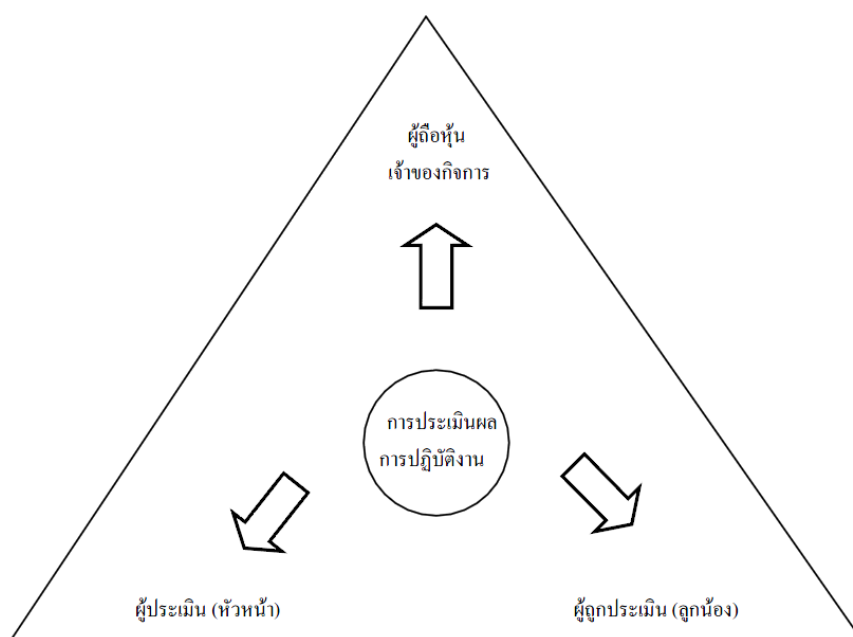 ผู้ถือหุ้น
เจ้าของกิจการ
การประเมินผล
การปฏิบัติงาน
ผู้ประเมิน (หัวหน้า)
ผู้ถูกประเมิน (ลูกน้อง)